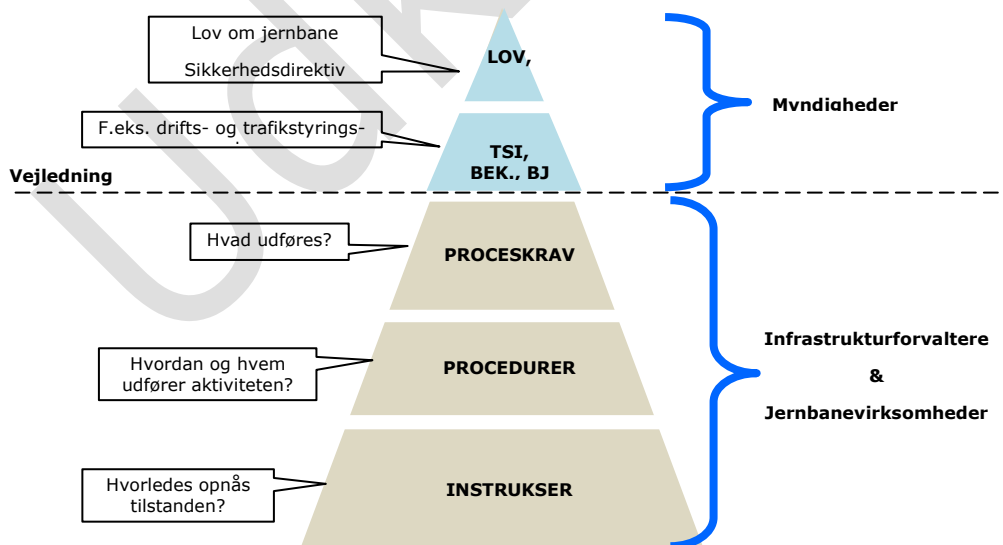 Lov om jernbane
Sikkerhedsdirektiv
LOV,
Myndigheder
F.eks. drifts- og trafikstyrings-
TSI,
BEK., BJ
Vejledning
Hvad udføres?
PROCESKRAV
Infrastrukturforvaltere
&
Jernbanevirksomheder
Hvordan og hvem
udfører aktiviteten?
PROCEDURER
Hvorledes opnås
tilstanden?
INSTRUKSER